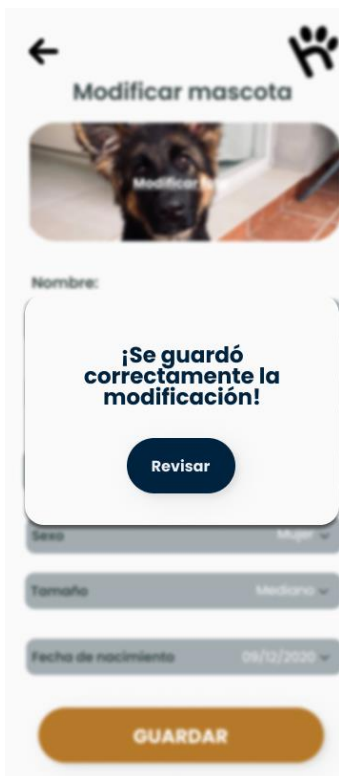 Modificar mascota
Modificar
Nombre:
¡Se guardó
correctamente la
modificación!
Revisar
Sexo Mujer
Tamaño Mediano
Fecha de nacimiento 09/12/2020
GUARDAR